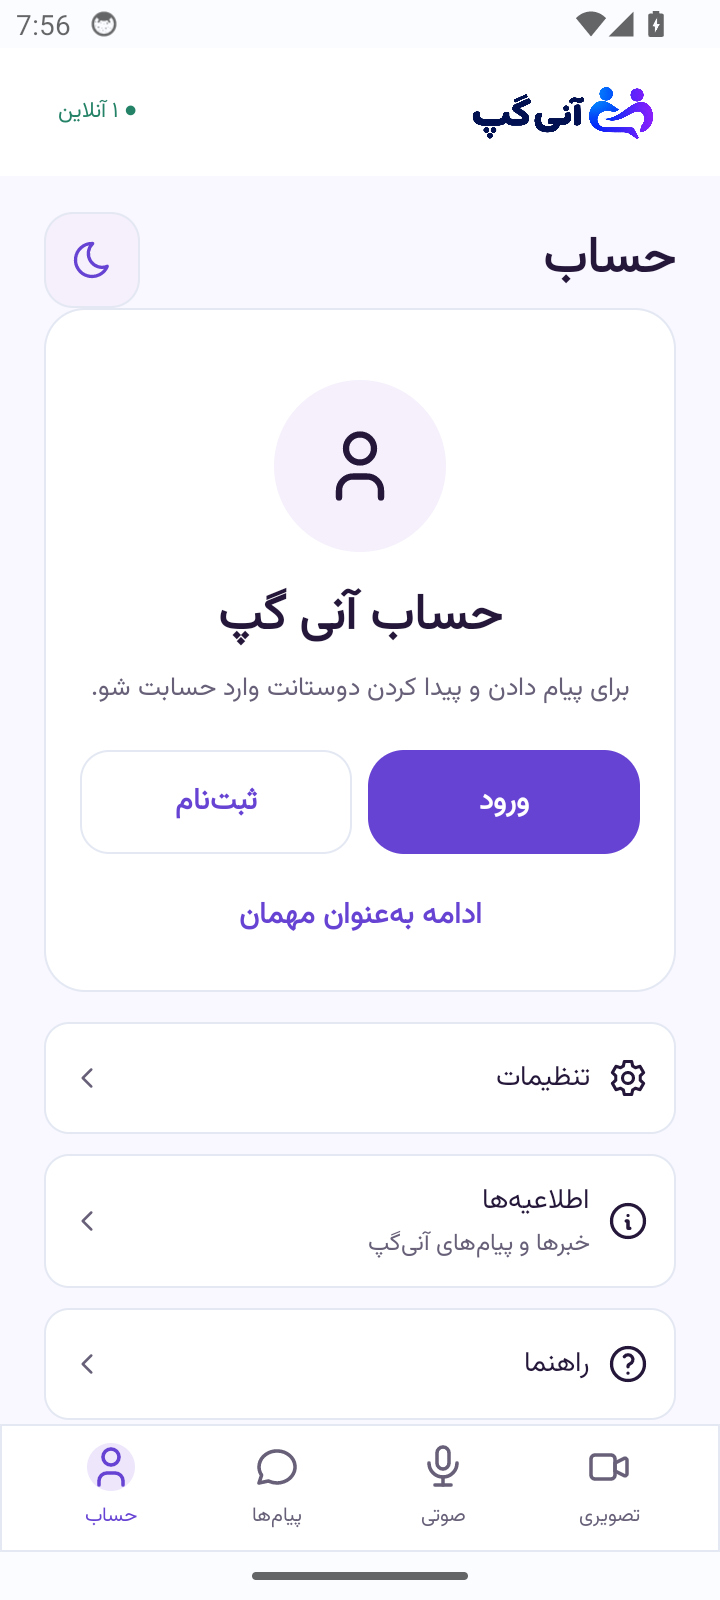 7:56
آنی گپ
۱ آنلاین
حساب
حساب آنی گپ
برای پیام دادن و پیدا کردن دوستانت وارد حسابت شو.
ورود
ثبت‌نام
ادامه به‌عنوان مهمان
تنظیمات
اطلاعیه‌ها
خبرها و پیام‌های آنی‌گپ
راهنما
تصویری
صوتی
پیام‌ها
حساب